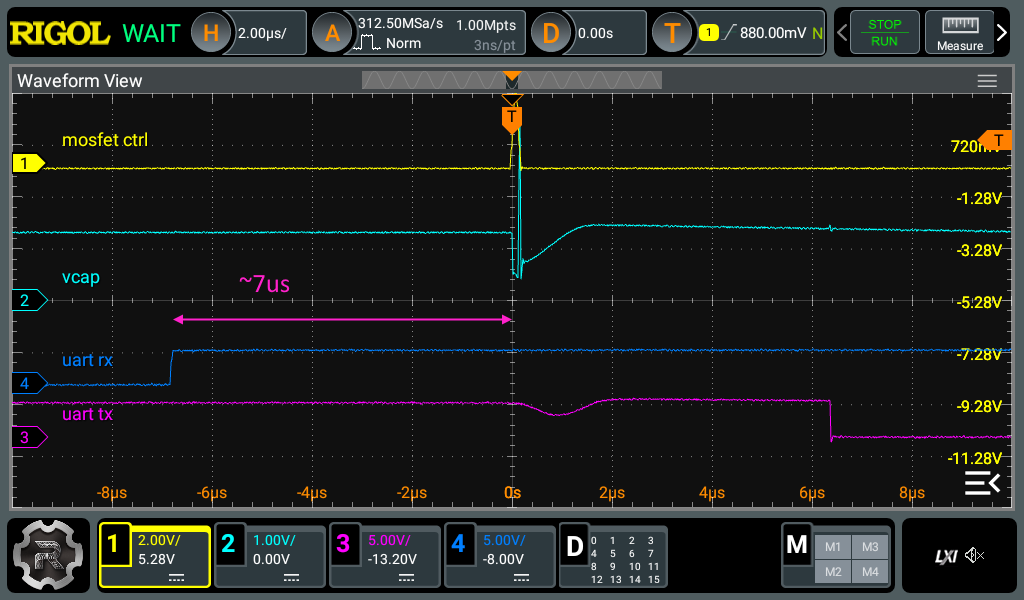 RIGOL WAIT H 2.00µs/ A 312.50MSa/s 1.00Mpts D 0.00s T 1 880.00mV N STOP
Norm 3ns/pt RUN Measure
Waveform View
T
mosfet ctrl
720mV T
1
-1.28V
-3.28V
vcap
~7us
2
-5.28V
uart rx
-7.28V
4
uart tx
-9.28V
3
-11.28V
-8µs -6µs -4µs -2µs 0s 2µs 4µs 6µs 8µs
1 2.00V/ 2 1.00V/ 3 5.00V/ 4 5.00V/ D 0 1 2 3 M M1 M3
5.28V 0.00V -13.20V -8.00V 4 5 6 7 LXI
8 9 10 11 M2 M4
12 13 14 15
R